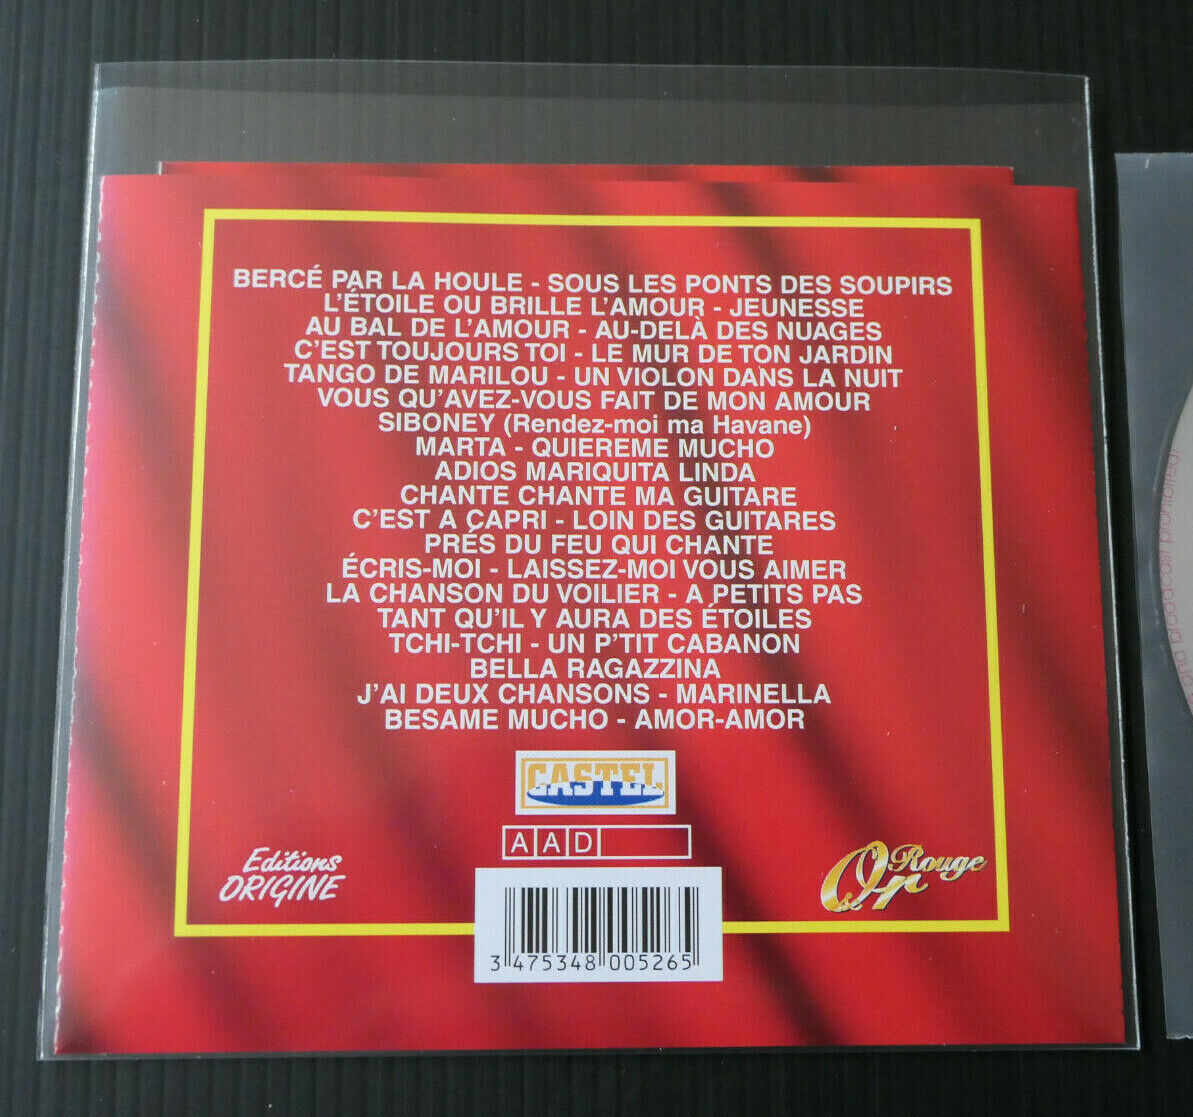 BERCÉ PAR LA HOULE - SOUS LES PONTS DES SOUPIRS
L'ÉTOILE OU BRILLE L'AMOUR - JEUNESSE
AU BAL DE L'AMOUR - AU-DELÀ DES NUAGES
C'EST TOUJOURS TOI - LE MUR DE TON JARDIN
TANGO DE MARILOU - UN VIOLON DANS LA NUIT
VOUS QU'AVEZ-VOUS FAIT DE MON AMOUR
SIBONEY (Rendez-moi ma Havane)
MARTA - QUIEREME MUCHO
ADIOS MARIQUITA LINDA
CHANTE CHANTE MA GUITARE
C'EST A CAPRI - LOIN DES GUITARES
PRÉS DU FEU QUI CHANTE
ÉCRIS-MOI - LAISSEZ-MOI VOUS AIMER
LA CHANSON DU VOILIER - A PETITS PAS
TANT QU'IL Y AURA DES ÉTOILES
TCHI-TCHI - UN P'TIT CABANON
BELLA RAGAZZINA
J'AI DEUX CHANSONS - MARINELLA
BESAME MUCHO - AMOR-AMOR
CASTEL
AAD
Editions
ORIGINE
Or Rouge
3 475348 005265
and broadcast prohibited